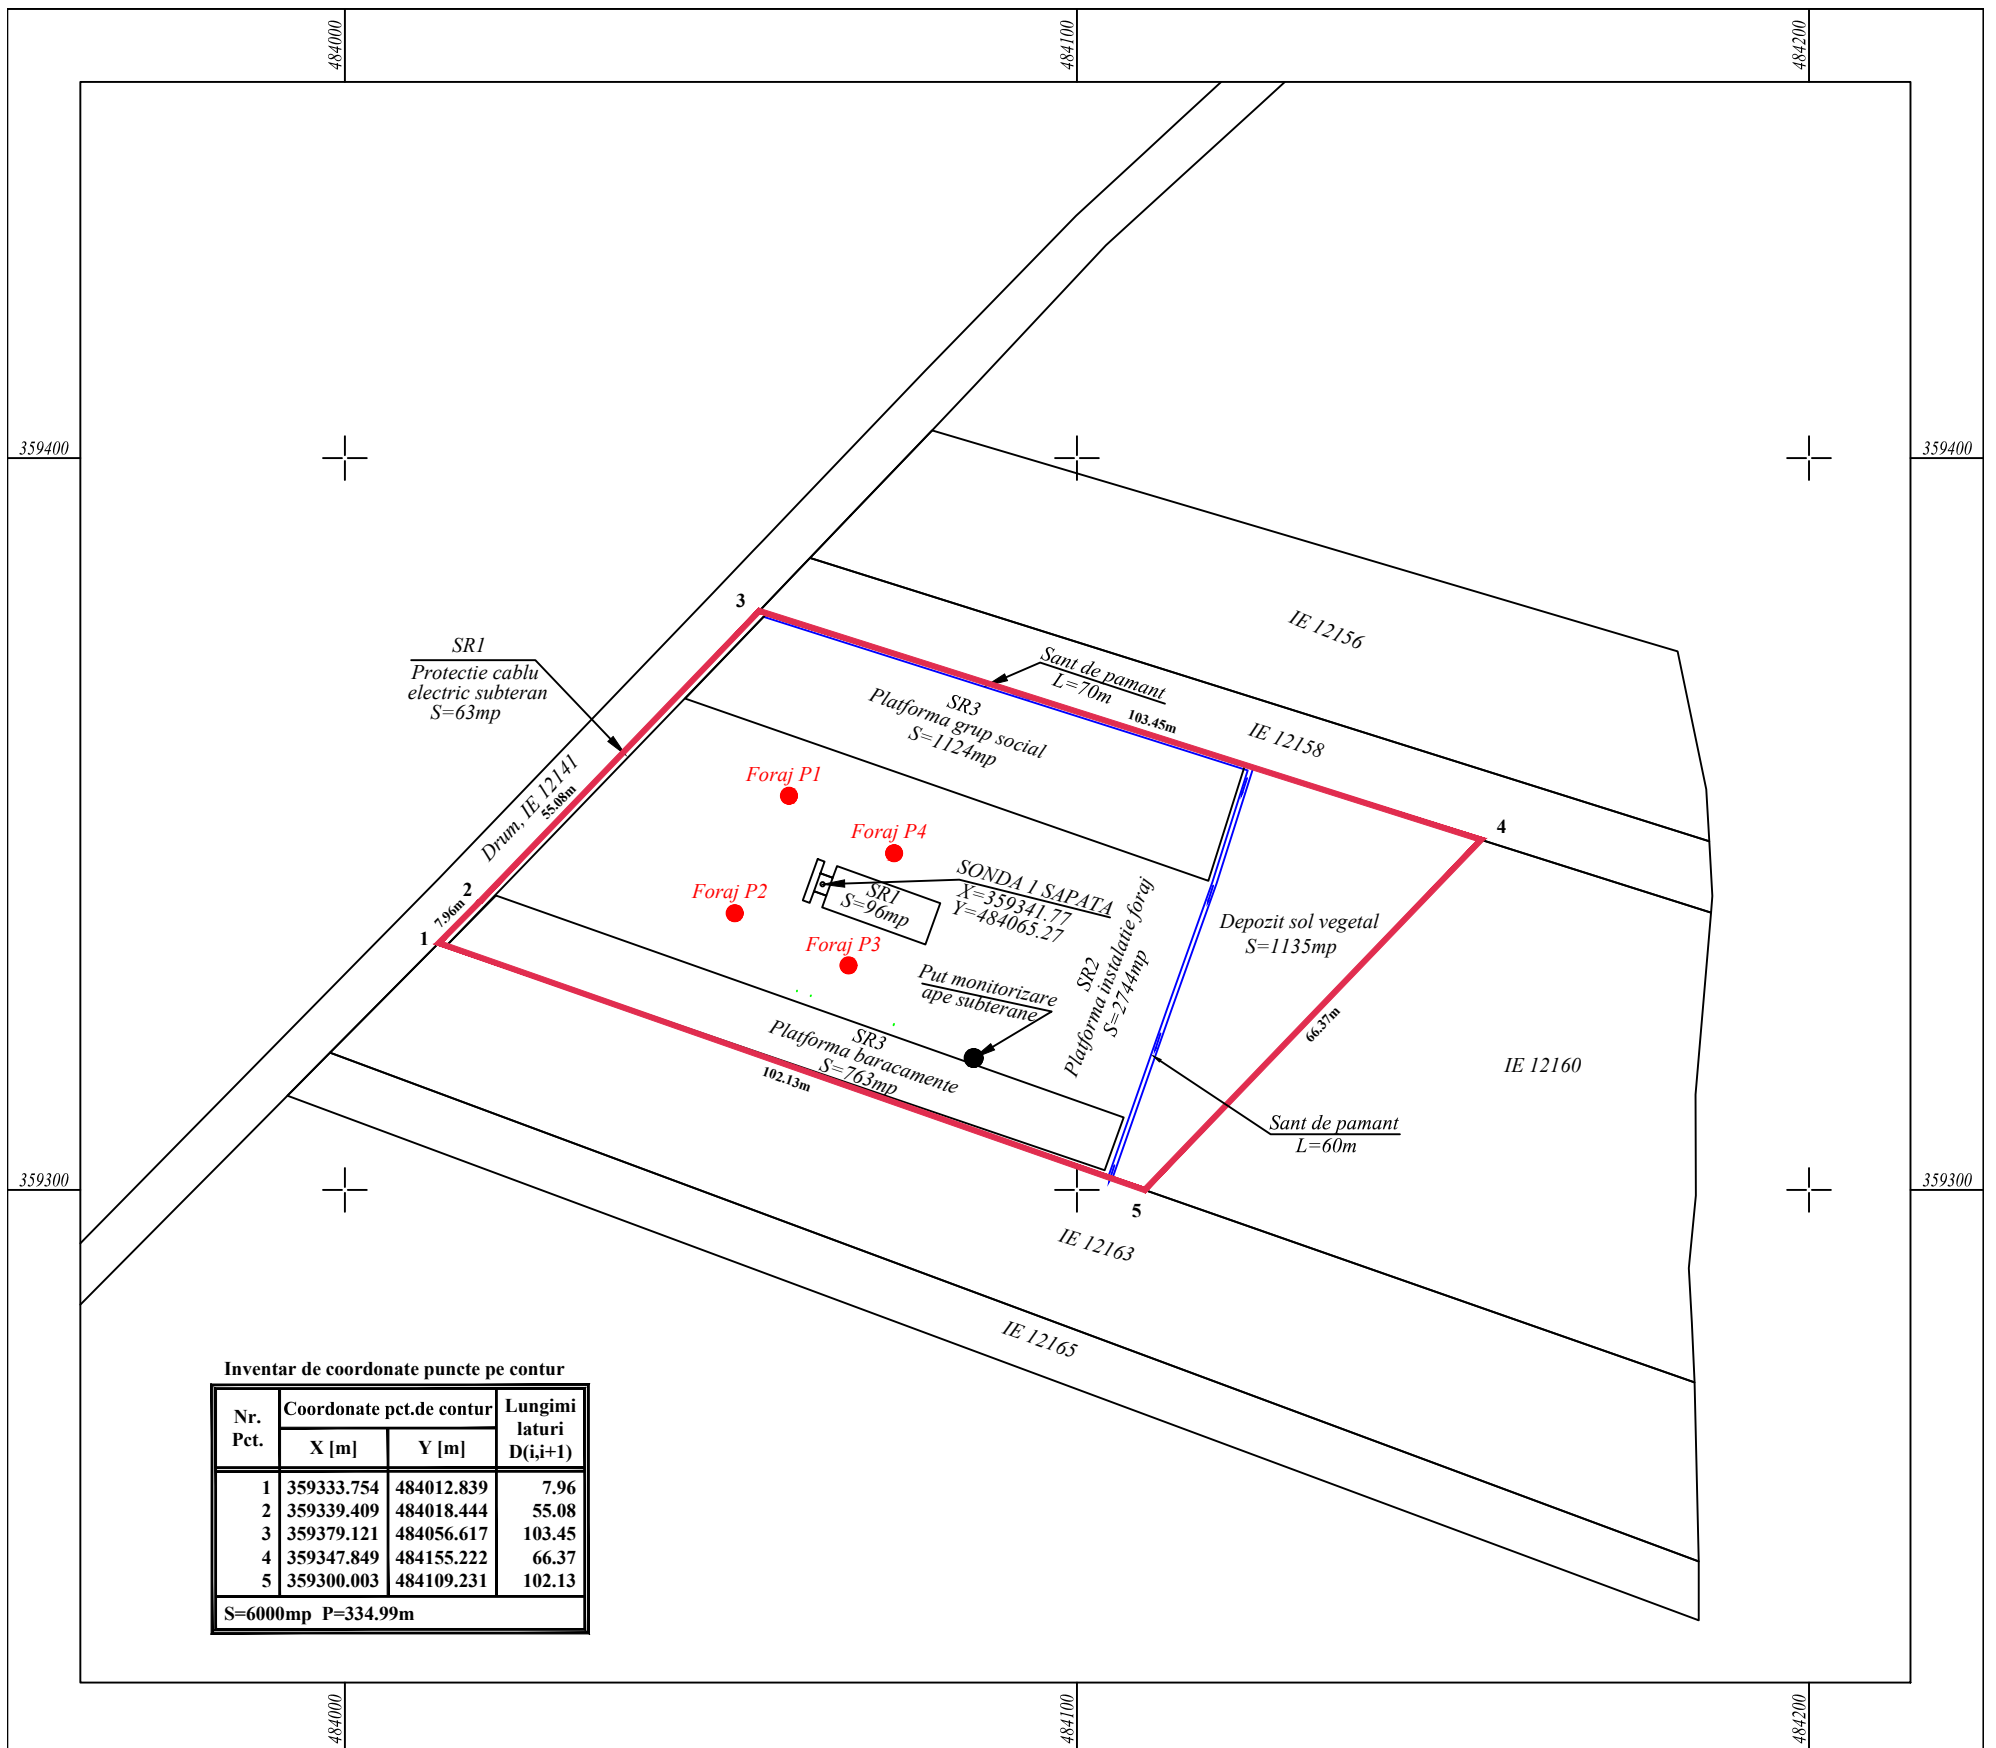 484000
484100
484200
359400
359400
IE 12156
3
SR1
Protectie cablu
electric subteran
S=63mp
Sant de pamant
L=70m
103.45m
IE 12158
SR3
Platforma grup social
S=1124mp
Drum, IE 12141
55.08m
Foraj P1
4
Foraj P4
2
7.96m
1
Foraj P2
SR1
S=96mp
SONDA 1 SAPATA
X=359341.77
Y=484065.27
Foraj P3
Depozit sol vegetal
S=1135mp
SR2
Platforma instalatie foraj
S=2744mp
Put monitorizare
ape subterane
66.37m
SR3
Platforma baracamente
S=763mp
102.13m
IE 12160
Sant de pamant
L=60m
359300
359300
5
IE 12163
IE 12165
Inventar de coordonate puncte pe contur
Nr.
Pct.
Coordonate pct.de contur
X [m]
Y [m]
Lungimi
laturi
D(i,i+1)
1 359333.754 484012.839 7.96
2 359339.409 484018.444 55.08
3 359379.121 484056.617 103.45
4 359347.849 484155.222 66.37
5 359300.003 484109.231 102.13
S=6000mp P=334.99m
484000
484100
484200